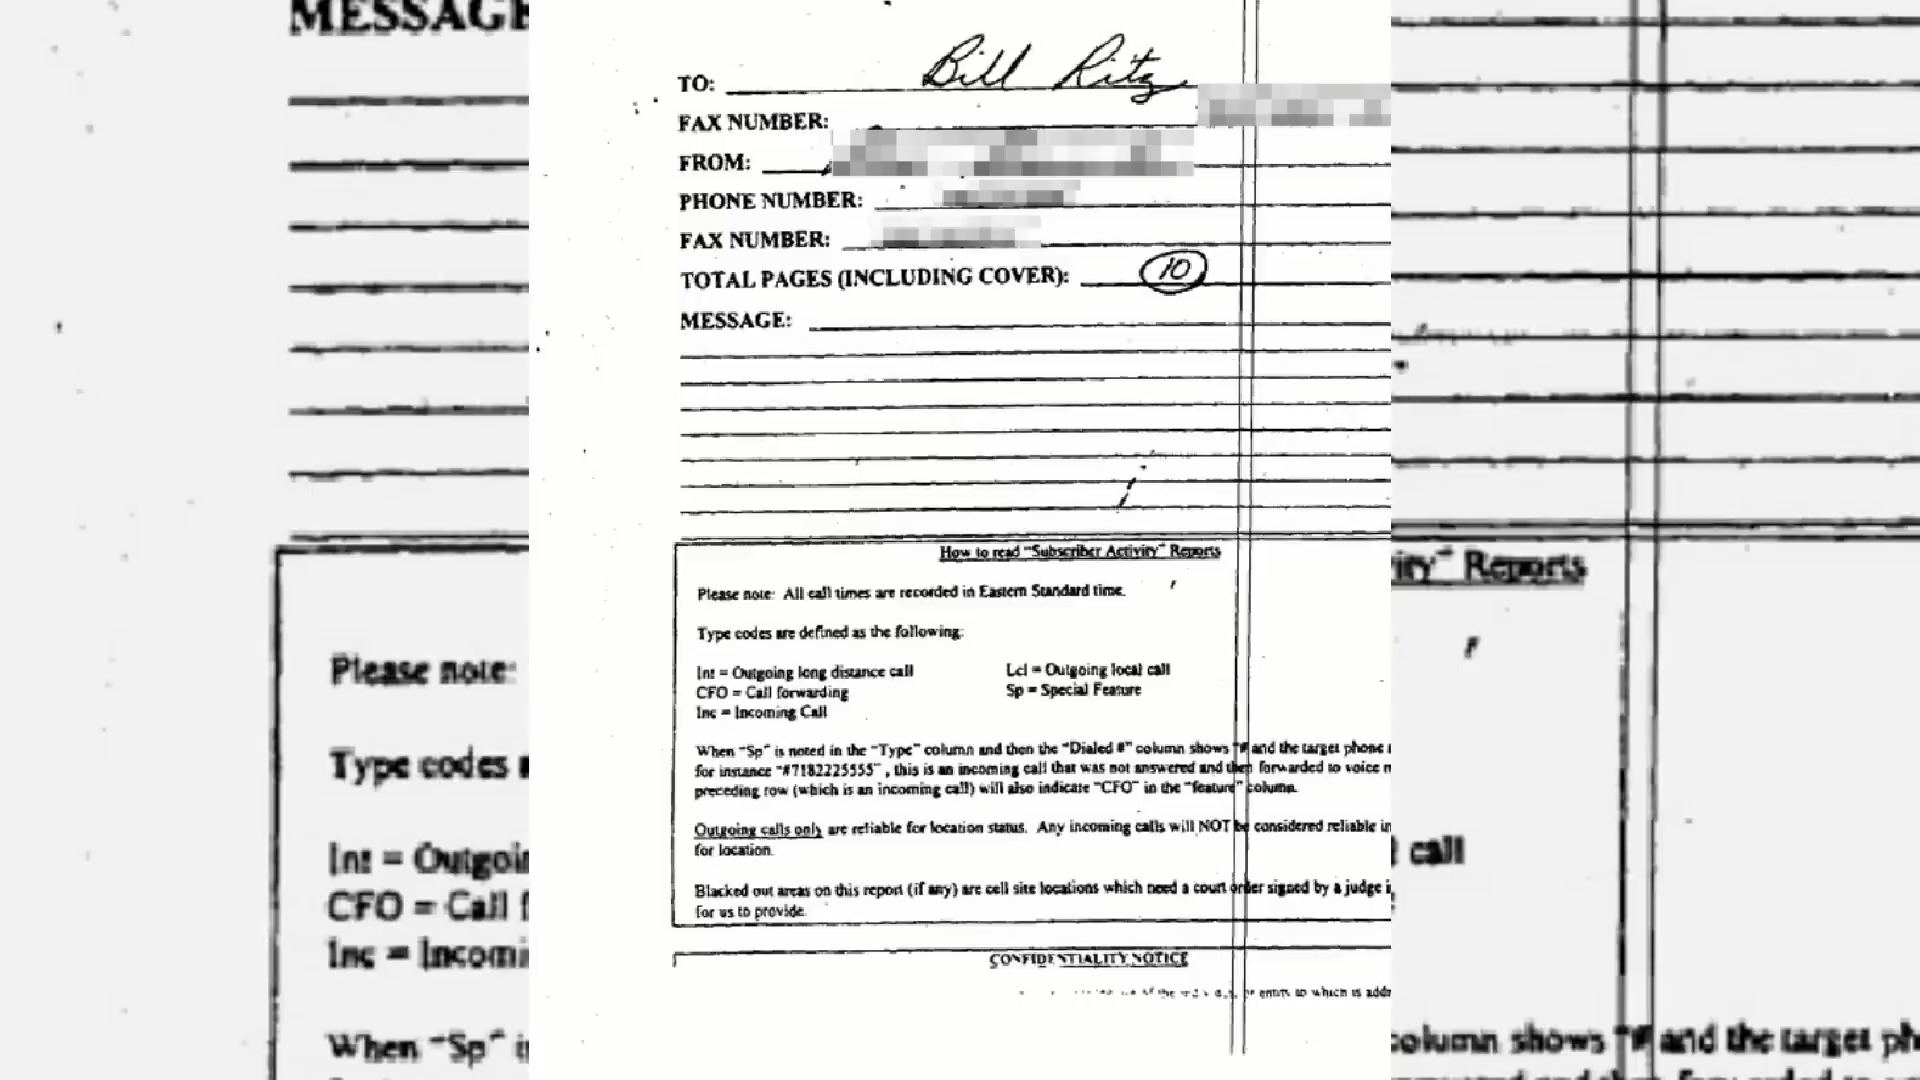 TO: Bill Ritz
FAX NUMBER:
FROM:
PHONE NUMBER:
FAX NUMBER:
TOTAL PAGES (INCLUDING COVER): 10
MESSAGE:
How to read "Subscriber Activity" Reports
Please note: All call times are recorded in Eastern Standard time.
Type codes are defined as the following:
Int = Outgoing long distance call Lcl = Outgoing local call
CFO = Call forwarding Sp = Special Feature
Inc = Incoming Call
When "Sp" is noted in the "Type" column and then the "Dialed #" column shows "# and the target phone
for instance "#7182225555", this is an incoming call that was not answered and then forwarded to voice
preceding row (which is an incoming call) will also indicate "CFO" in the "feature" column.
Outgoing calls only are reliable for location status. Any incoming calls will NOT be considered reliable
for location.
Blacked out areas on this report (if any) are cell site locations which need a court order signed by a judge
for us to provide.
CONFIDENTIALITY NOTICE
entity to which is